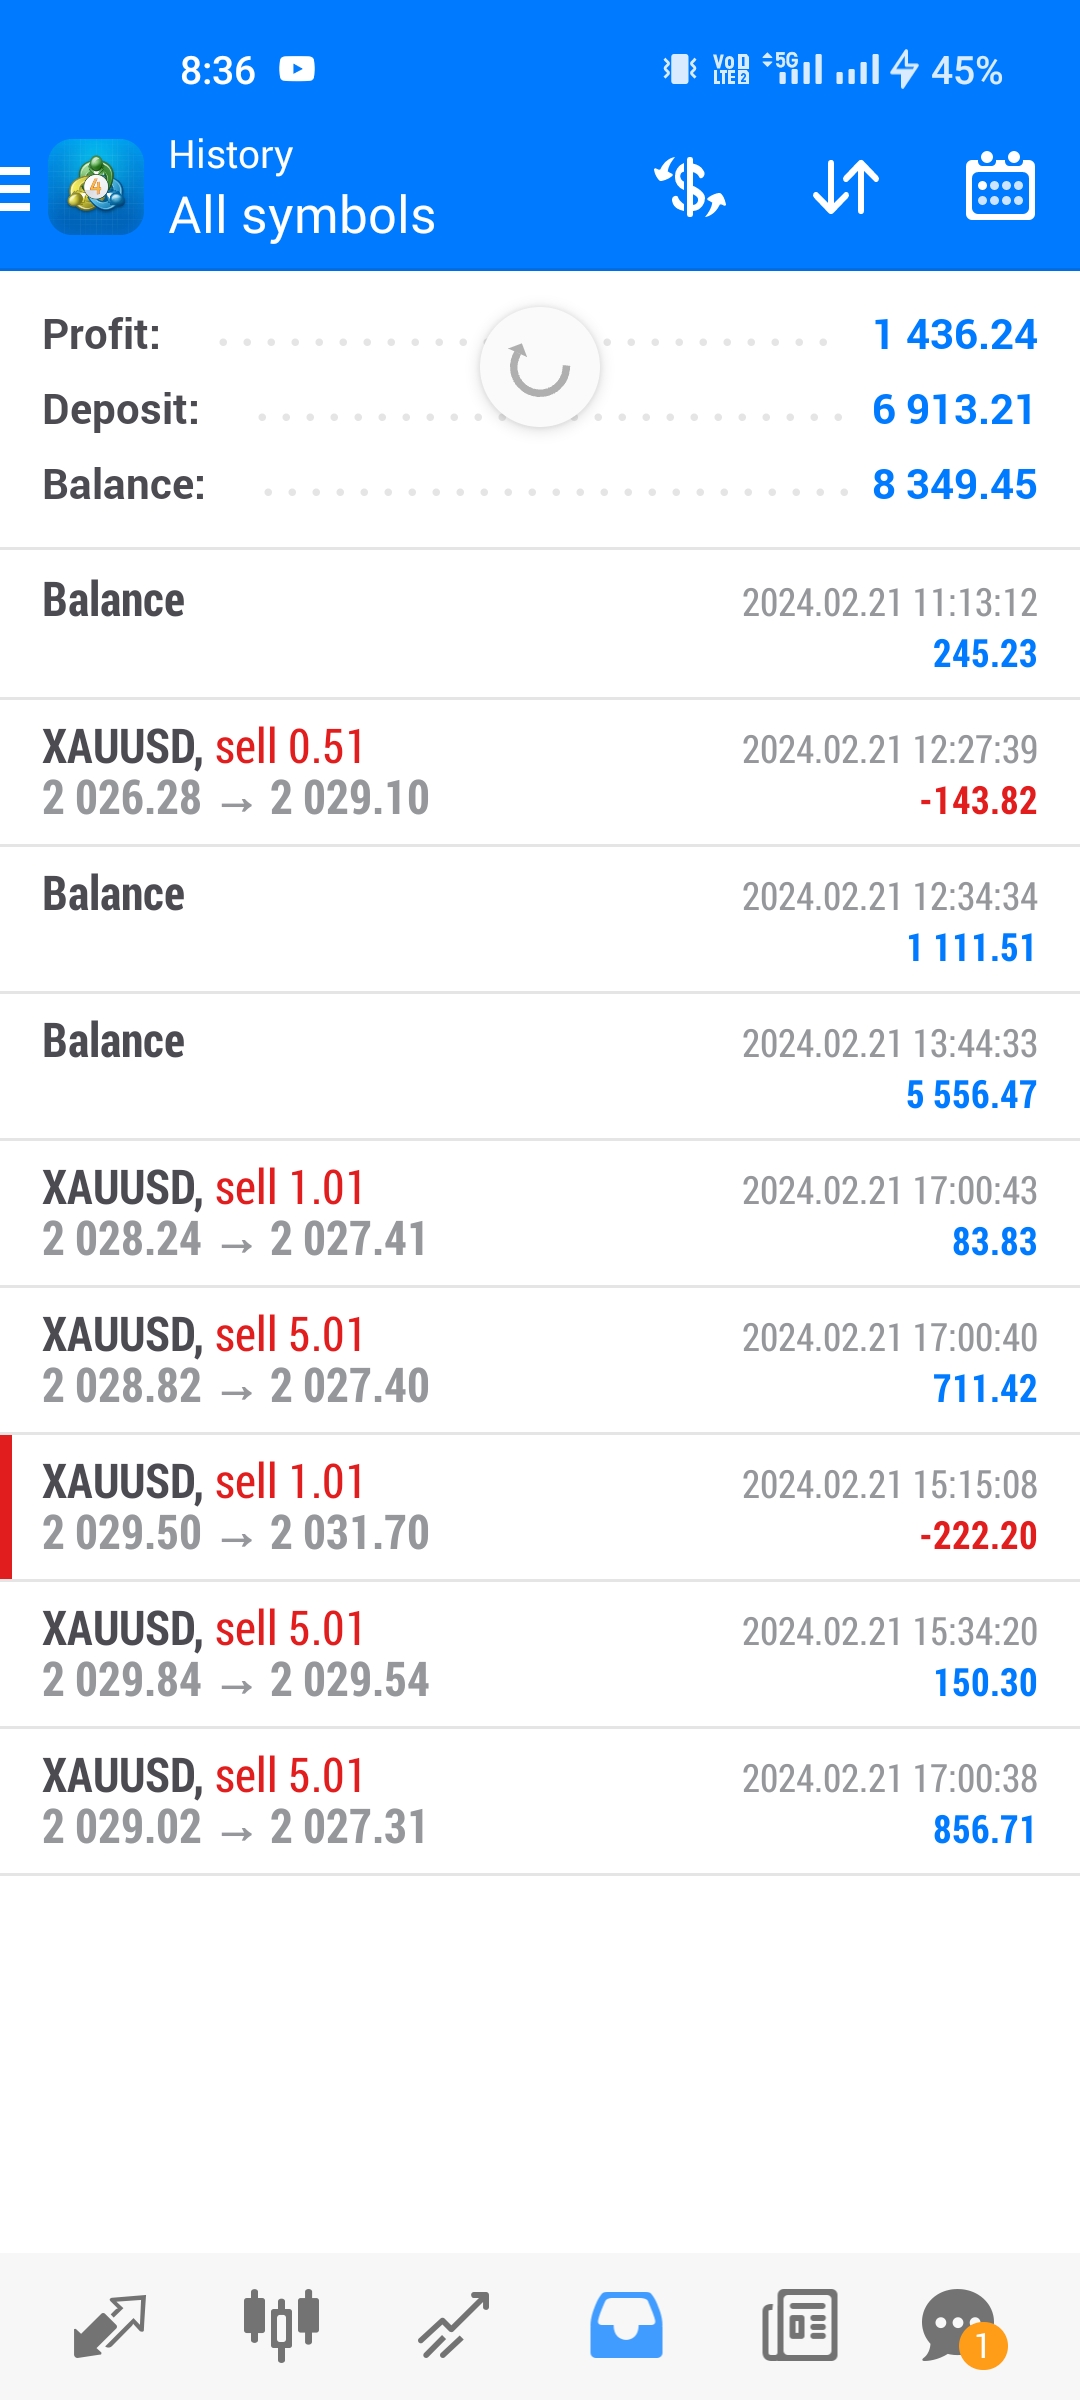 8:36
VoD LTE2 5G 45%
History
All symbols
Profit: 1 436.24
Deposit: 6 913.21
Balance: 8 349.45
Balance 2024.02.21 11:13:12
245.23
XAUUSD, sell 0.51 2024.02.21 12:27:39
2 026.28 → 2 029.10 -143.82
Balance 2024.02.21 12:34:34
1 111.51
Balance 2024.02.21 13:44:33
5 556.47
XAUUSD, sell 1.01 2024.02.21 17:00:43
2 028.24 → 2 027.41 83.83
XAUUSD, sell 5.01 2024.02.21 17:00:40
2 028.82 → 2 027.40 711.42
XAUUSD, sell 1.01 2024.02.21 15:15:08
2 029.50 → 2 031.70 -222.20
XAUUSD, sell 5.01 2024.02.21 15:34:20
2 029.84 → 2 029.54 150.30
XAUUSD, sell 5.01 2024.02.21 17:00:38
2 029.02 → 2 027.31 856.71
1